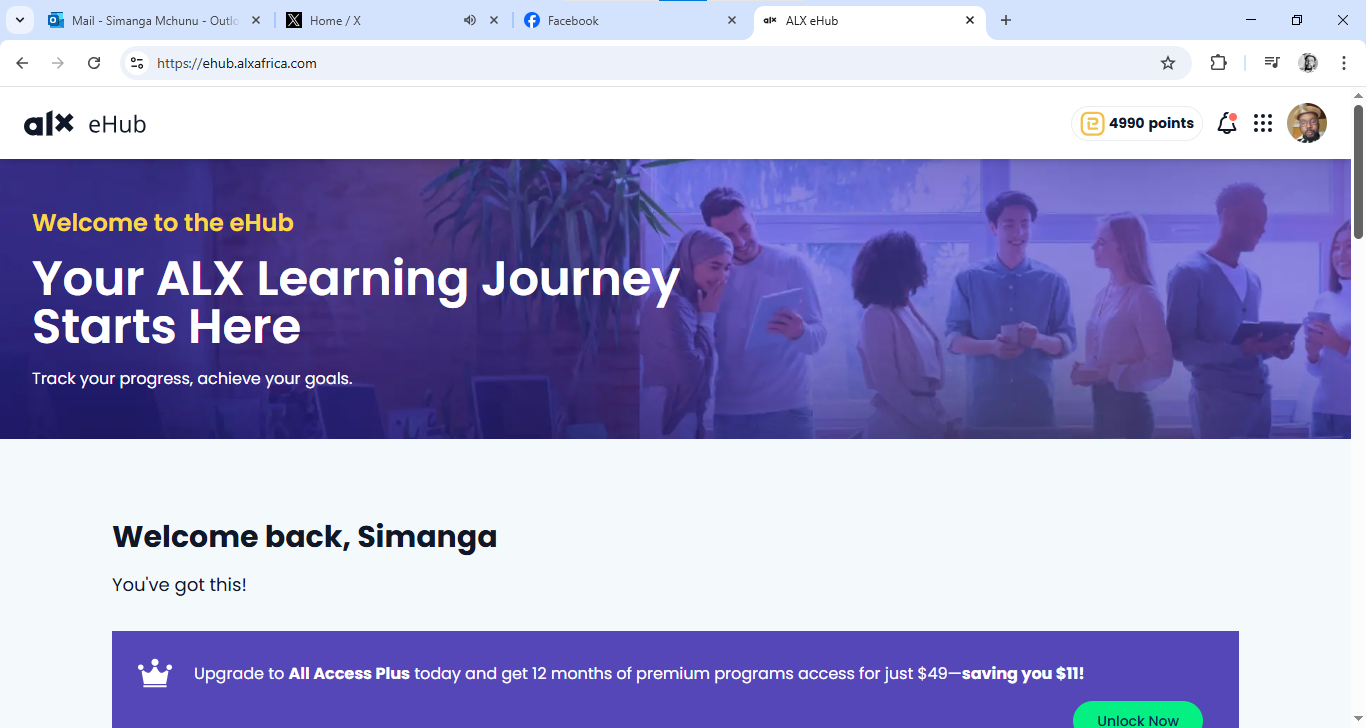 Mail - Simanga Mchunu - Outlo
Home / X
Facebook
ALX eHub
https://ehub.alxafrica.com
alx eHub
4990 points
Welcome to the eHub
Your ALX Learning Journey
Starts Here
Track your progress, achieve your goals.
Welcome back, Simanga
You've got this!
Upgrade to All Access Plus today and get 12 months of premium programs access for just $49—saving you $11!
Unlock Now